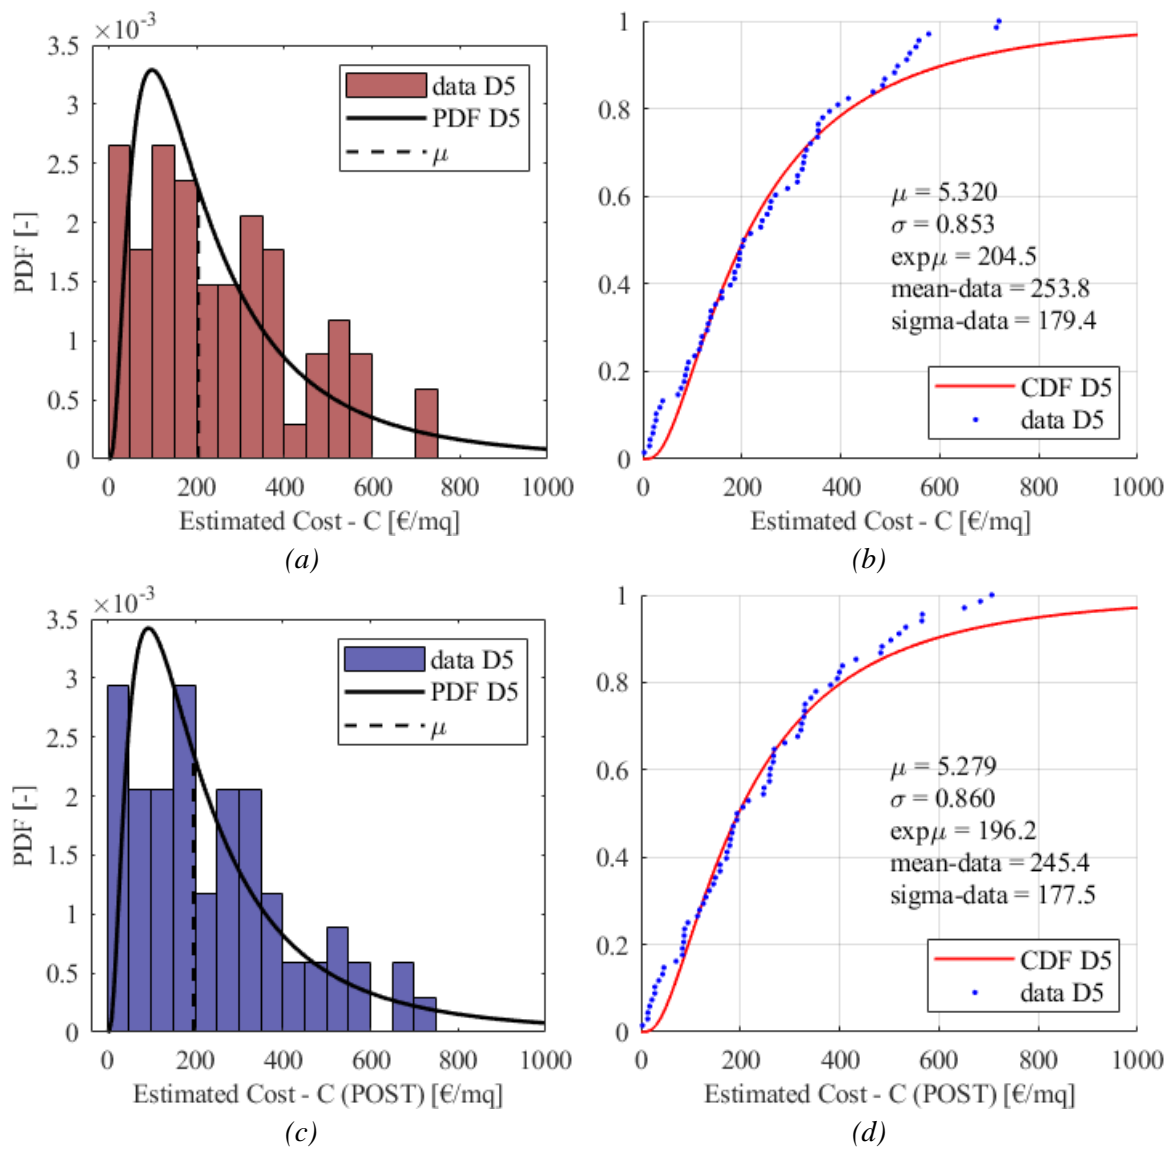 ×10⁻³
3.5
3
2.5
2
1.5
1
0.5
0
PDF [-]
data D5
PDF D5
μ
0 200 400 600 800 1000
Estimated Cost - C [€/mq]
(a)
1
0.8
0.6
0.4
0.2
0
μ = 5.320
σ = 0.853
expμ = 204.5
mean-data = 253.8
sigma-data = 179.4
CDF D5
data D5
0 200 400 600 800 1000
Estimated Cost - C [€/mq]
(b)
×10⁻³
3.5
3
2.5
2
1.5
1
0.5
0
PDF [-]
data D5
PDF D5
μ
0 200 400 600 800 1000
Estimated Cost - C (POST) [€/mq]
(c)
1
0.8
0.6
0.4
0.2
0
μ = 5.279
σ = 0.860
expμ = 196.2
mean-data = 245.4
sigma-data = 177.5
CDF D5
data D5
0 200 400 600 800 1000
Estimated Cost - C (POST) [€/mq]
(d)